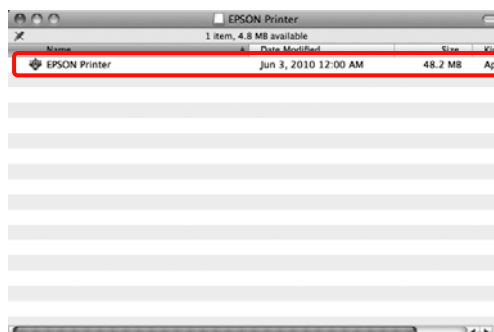 EPSON Printer
1 item, 4.8 MB available
Name Date Modified Size
EPSON Printer Jun 3, 2010 12:00 AM 48.2 MB